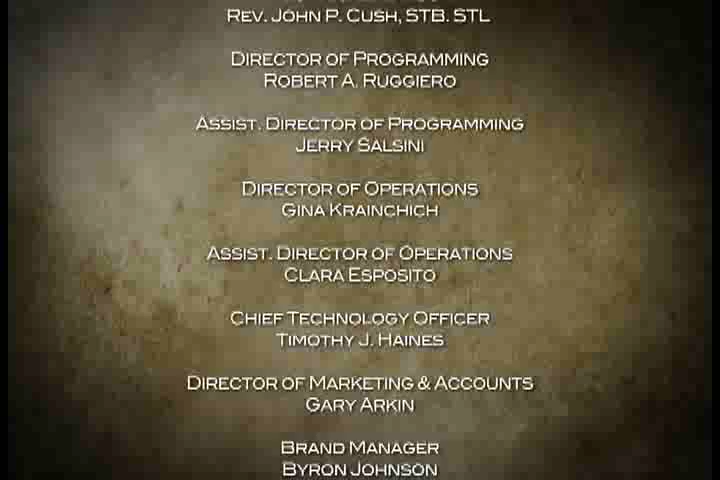 Rev. John P. Cush, STB. STL
Director of Programming
Robert A. Ruggiero
Assist. Director of Programming
Jerry Salsini
Director of Operations
Gina Krainchich
Assist. Director of Operations
Clara Esposito
Chief Technology Officer
Timothy J. Haines
Director of Marketing & Accounts
Gary Arkin
Brand Manager
Byron Johnson